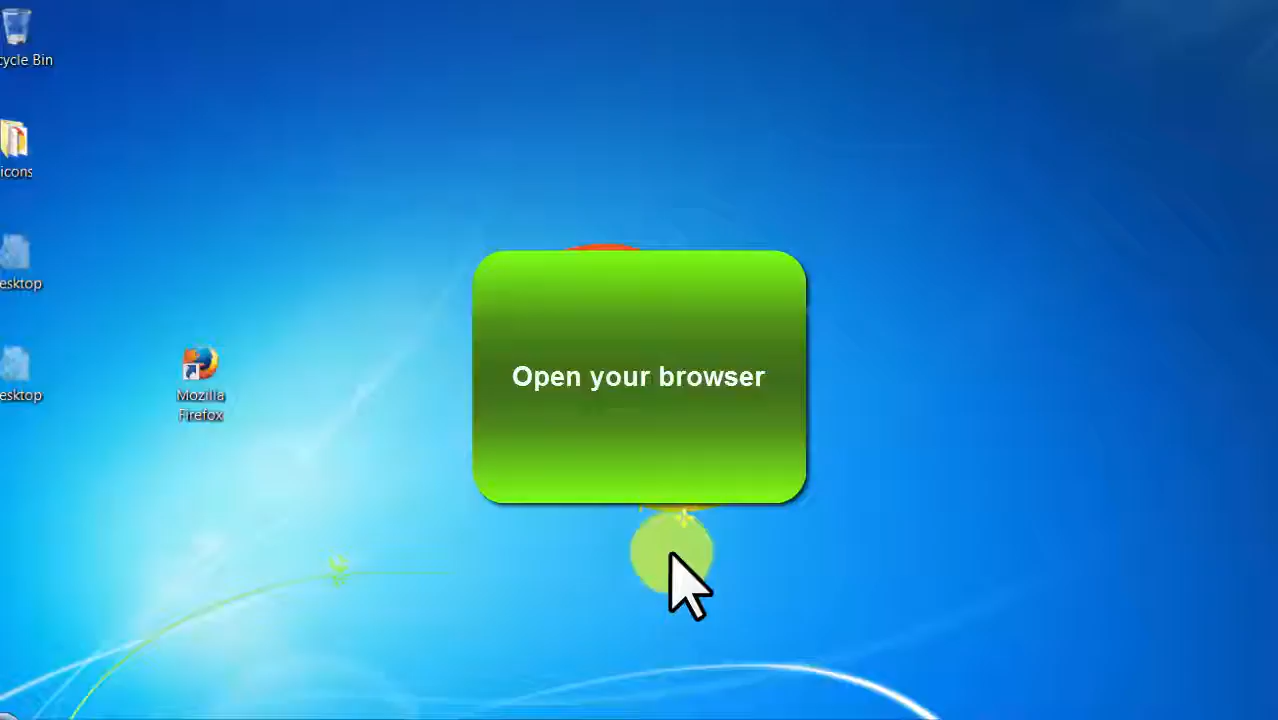 cycle Bin
icons
esktop
esktop
Mozilla
Firefox
Open your browser